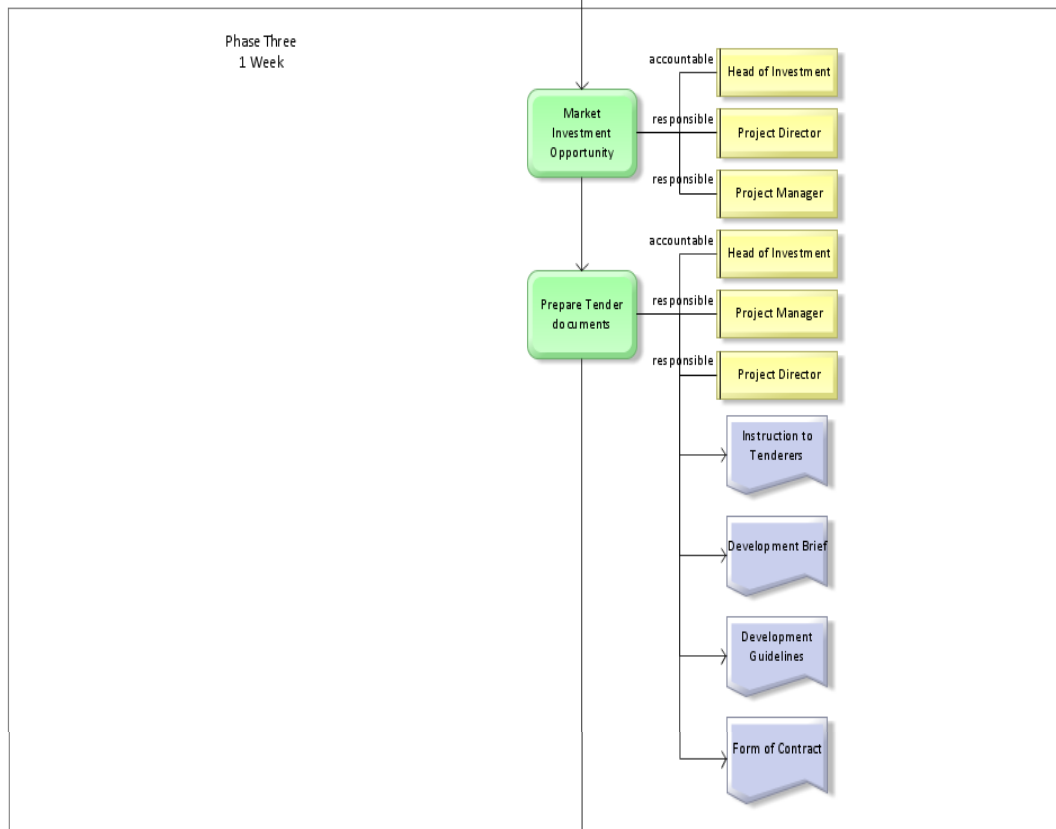 Phase Three
1 Week
accountable
Head of Investment
Market
Investment
Opportunity
responsible
Project Director
responsible
Project Manager
accountable
Head of Investment
Prepare Tender
documents
responsible
Project Manager
responsible
Project Director
Instruction to
Tenderers
Development Brief
Development
Guidelines
Form of Contract